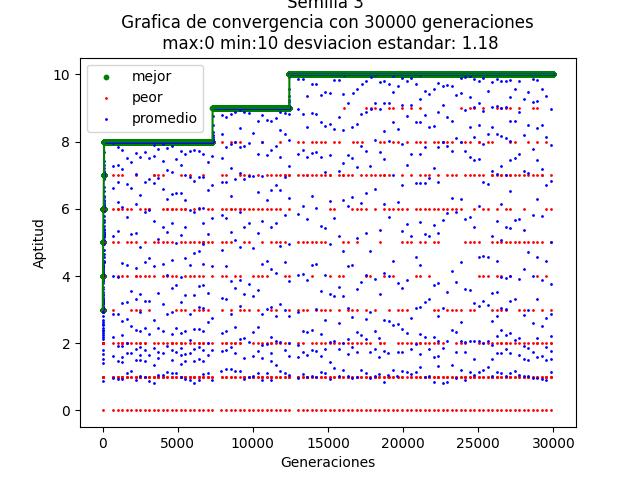 Semilla 3
Grafica de convergencia con 30000 generaciones
max:0 min:10 desviacion estandar: 1.18
mejor
peor
promedio
Aptitud
10
8
6
4
2
0
0 5000 10000 15000 20000 25000 30000
Generaciones